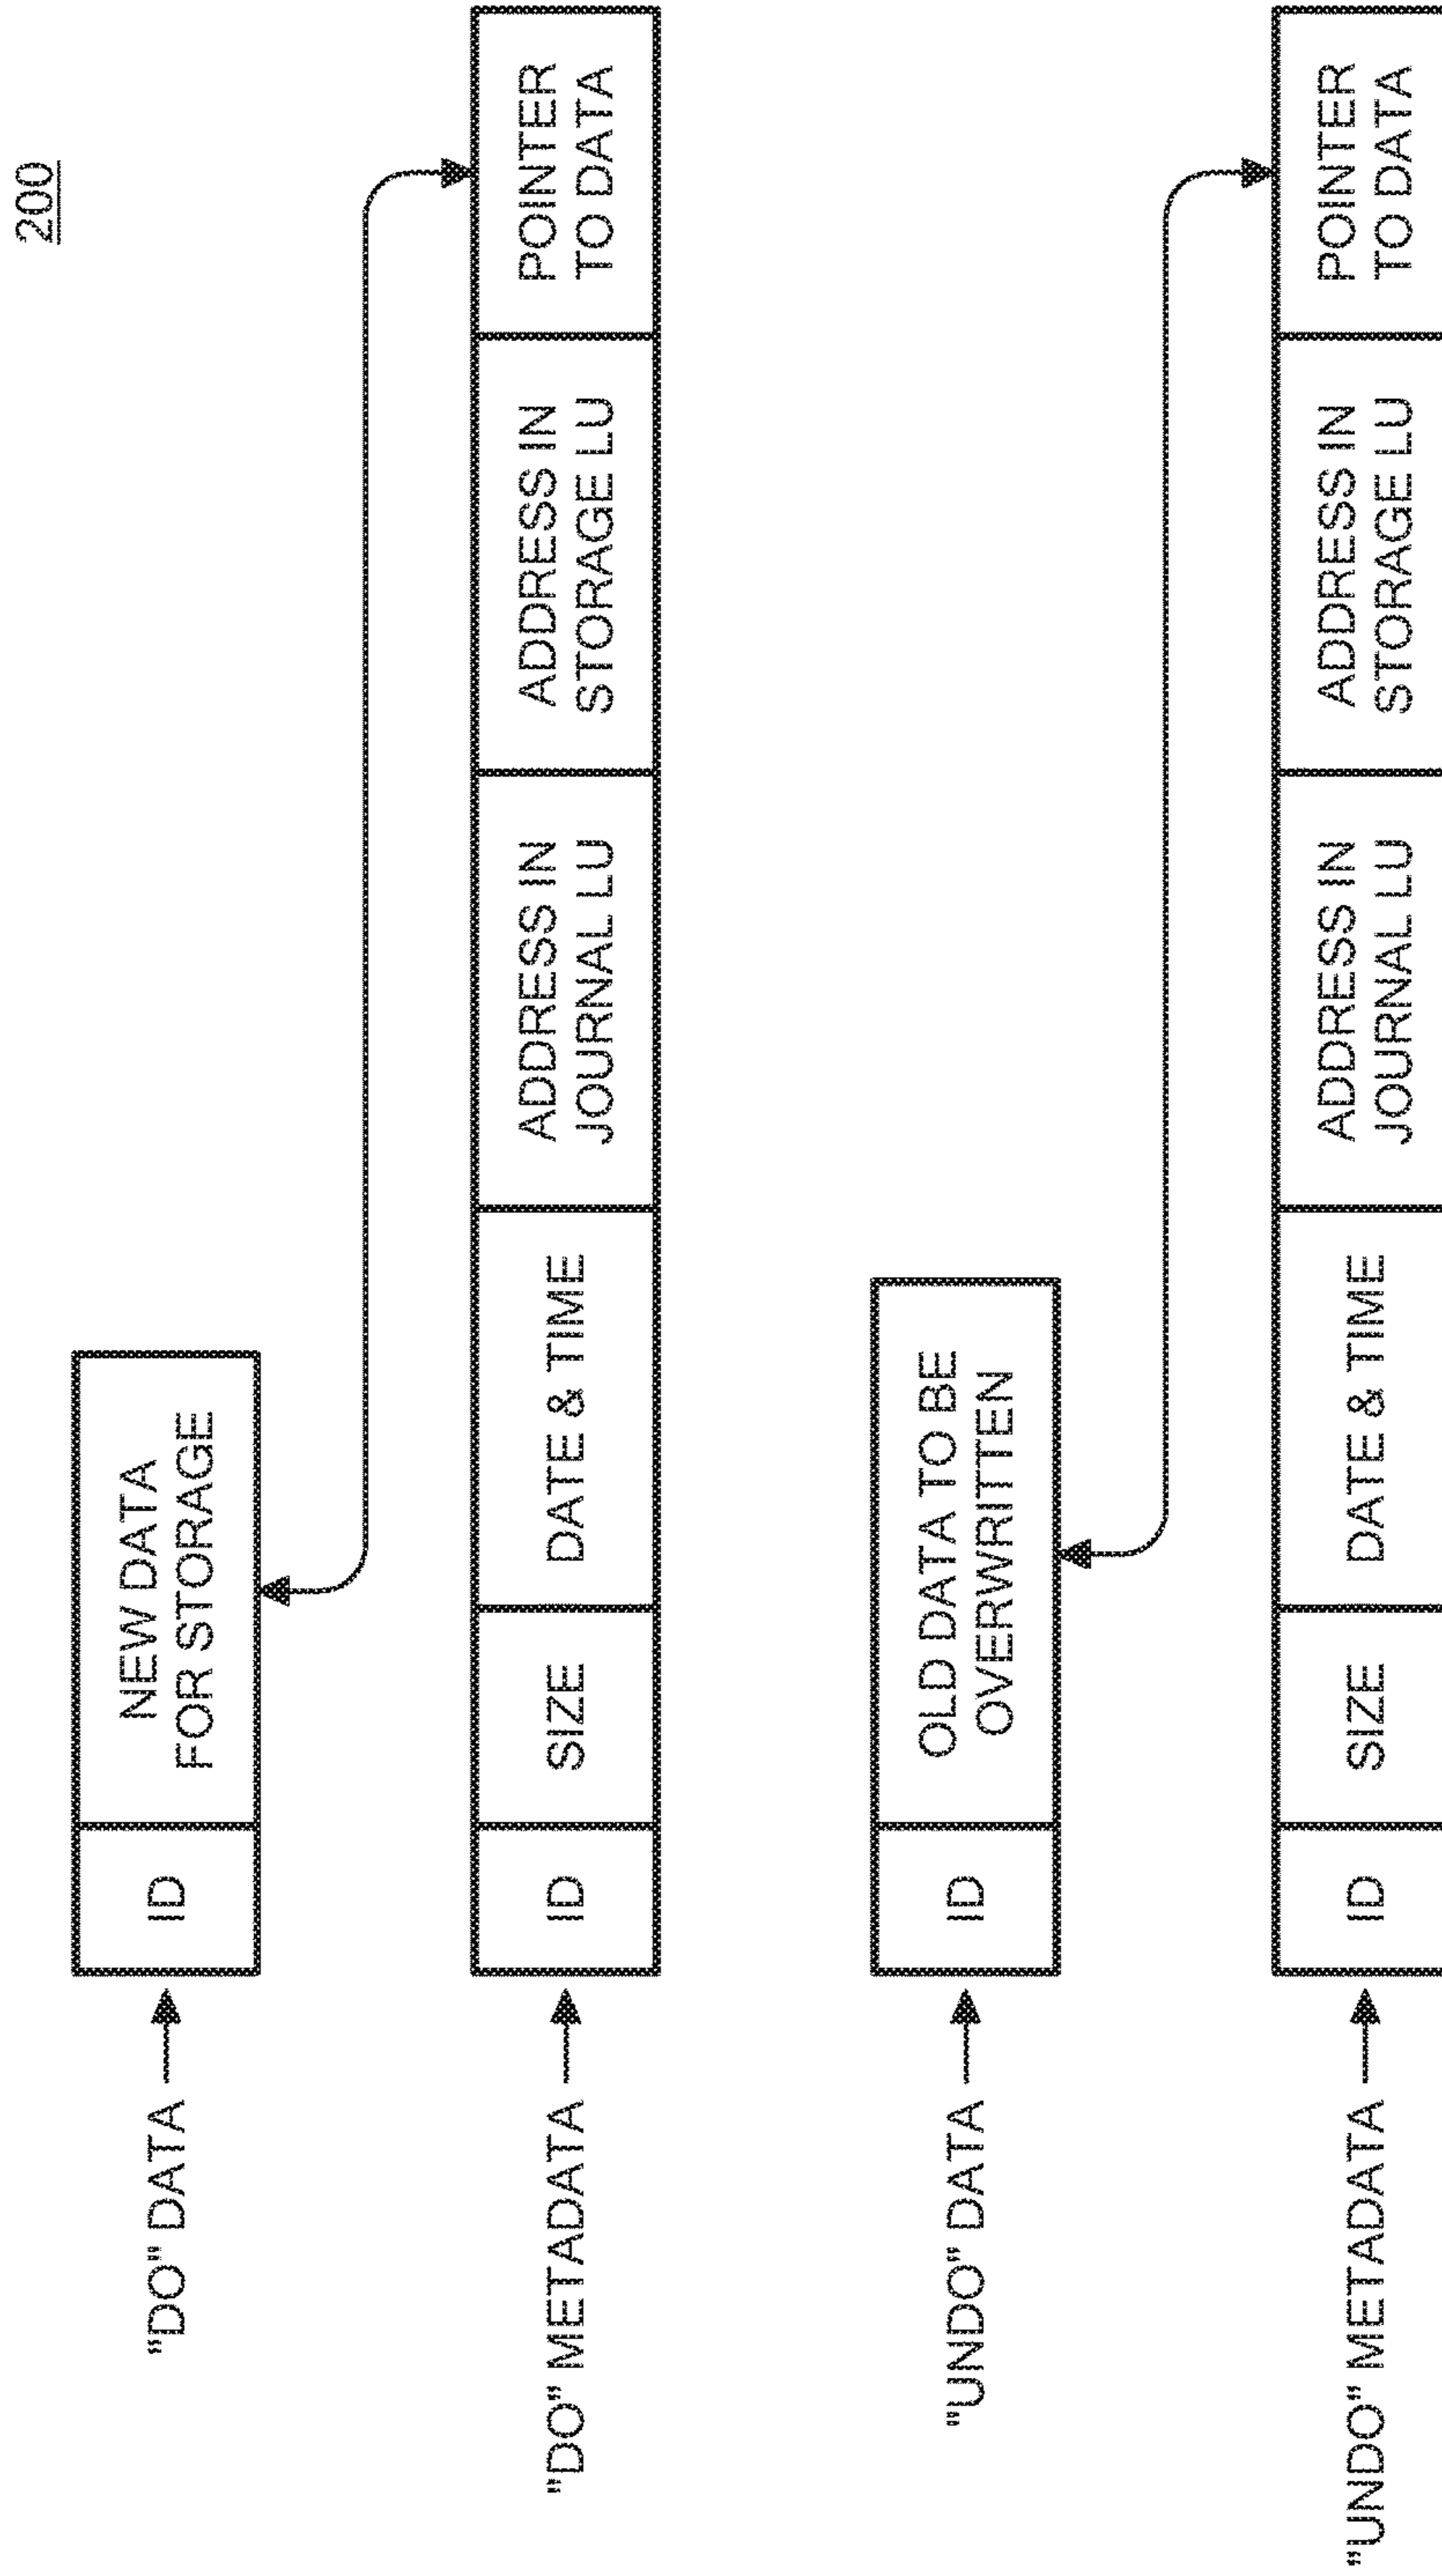 200
"DO" DATA
ID
NEW DATA
FOR STORAGE
"DO" METADATA
ID
SIZE
DATE & TIME
ADDRESS IN
JOURNAL LU
ADDRESS IN
STORAGE LU
POINTER
TO DATA
"UNDO" DATA
ID
OLD DATA TO BE
OVERWRITTEN
"UNDO" METADATA
ID
SIZE
DATE & TIME
ADDRESS IN
JOURNAL LU
ADDRESS IN
STORAGE LU
POINTER
TO DATA